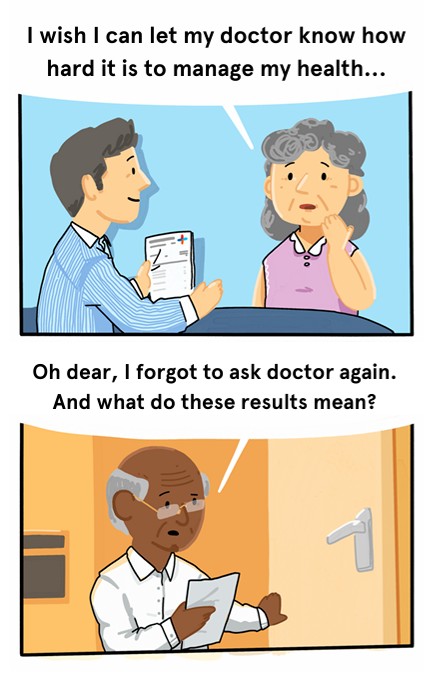 I wish I can let my doctor know how
hard it is to manage my health...
Oh dear, I forgot to ask doctor again.
And what do these results mean?